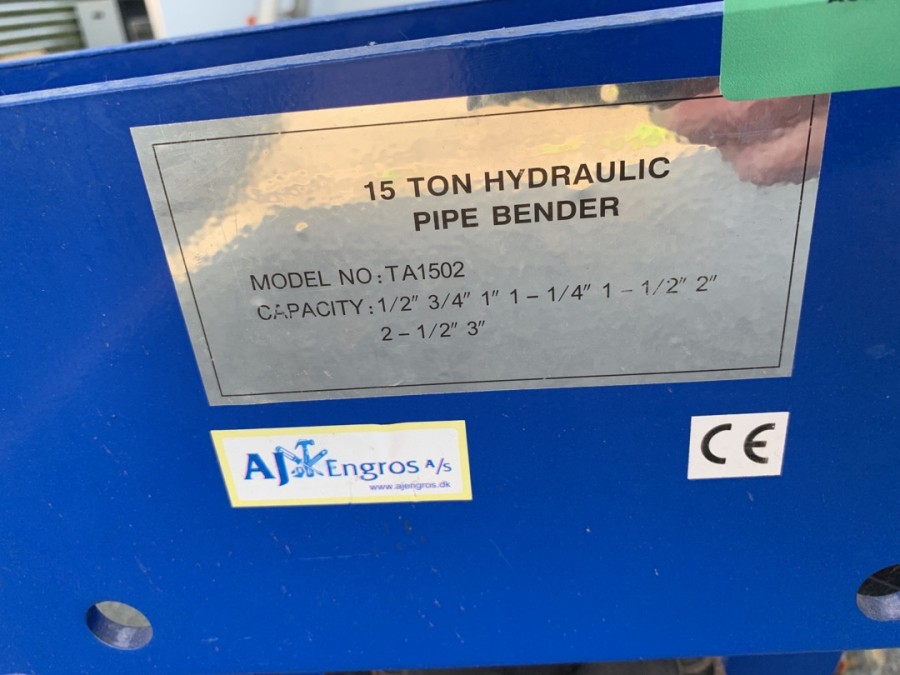 15 TON HYDRAULIC
PIPE BENDER
MODEL NO:TA1502
CAPACITY:1/2" 3/4" 1" 1-1/4" 1-1/2" 2"
2-1/2" 3"
AJ Engros A/s
www.ajengros.dk
CE